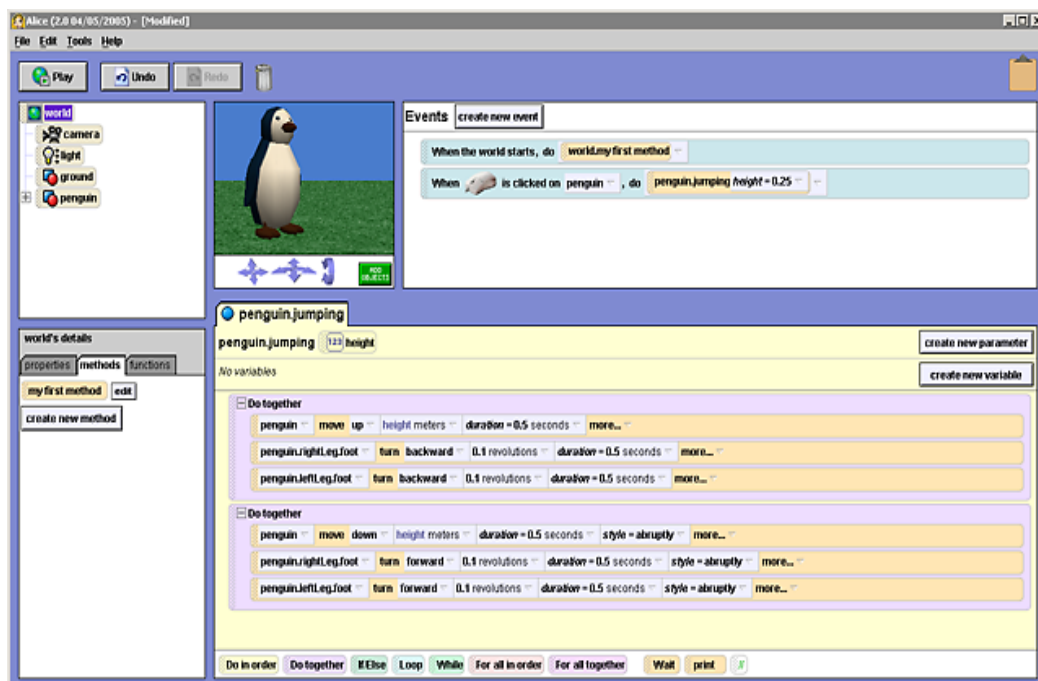 Alice (2.0 04/05/2005) - [Modified]
File Edit Tools Help
Play Undo Redo
world
camera
light
ground
penguin
ADD OBJECTS
Events create new event
When the world starts, do world.my first method
When is clicked on penguin , do penguin.jumping height = 0.25
world's details
properties methods functions
my first method edit
create new method
penguin.jumping
penguin.jumping 123 height create new parameter
No variables create new variable
Do together
penguin move up height meters duration = 0.5 seconds more...
penguin.rightLeg.foot turn backward 0.1 revolutions duration = 0.5 seconds more...
penguin.leftLeg.foot turn backward 0.1 revolutions duration = 0.5 seconds more...
Do together
penguin move down height meters duration = 0.5 seconds style = abruptly more...
penguin.rightLeg.foot turn forward 0.1 revolutions duration = 0.5 seconds style = abruptly more...
penguin.leftLeg.foot turn forward 0.1 revolutions duration = 0.5 seconds style = abruptly more...
Do in order Do together If/Else Loop While For all in order For all together Wait print //